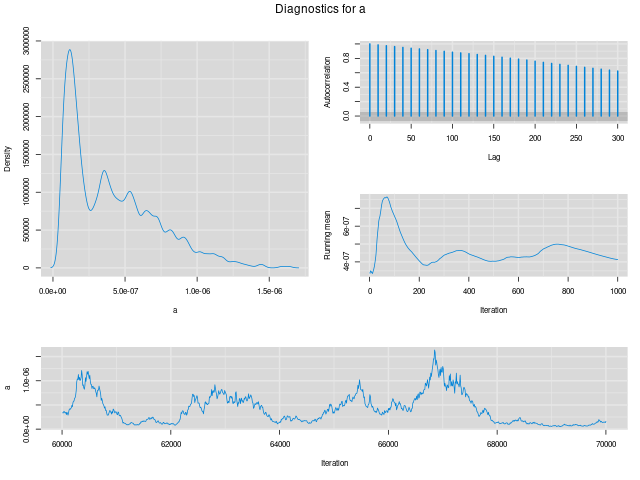 Diagnostics for a
Density
3000000
2500000
2000000
1500000
1000000
500000
0
0.0e+00 5.0e-07 1.0e-06 1.5e-06
a
Autocorrelation
0.8
0.4
0.0
0 50 100 150 200 250 300
Lag
Running mean
6e-07
4e-07
0 200 400 600 800 1000
Iteration
a
1.0e-06
0.0e+00
60000 62000 64000 66000 68000 70000
Iteration